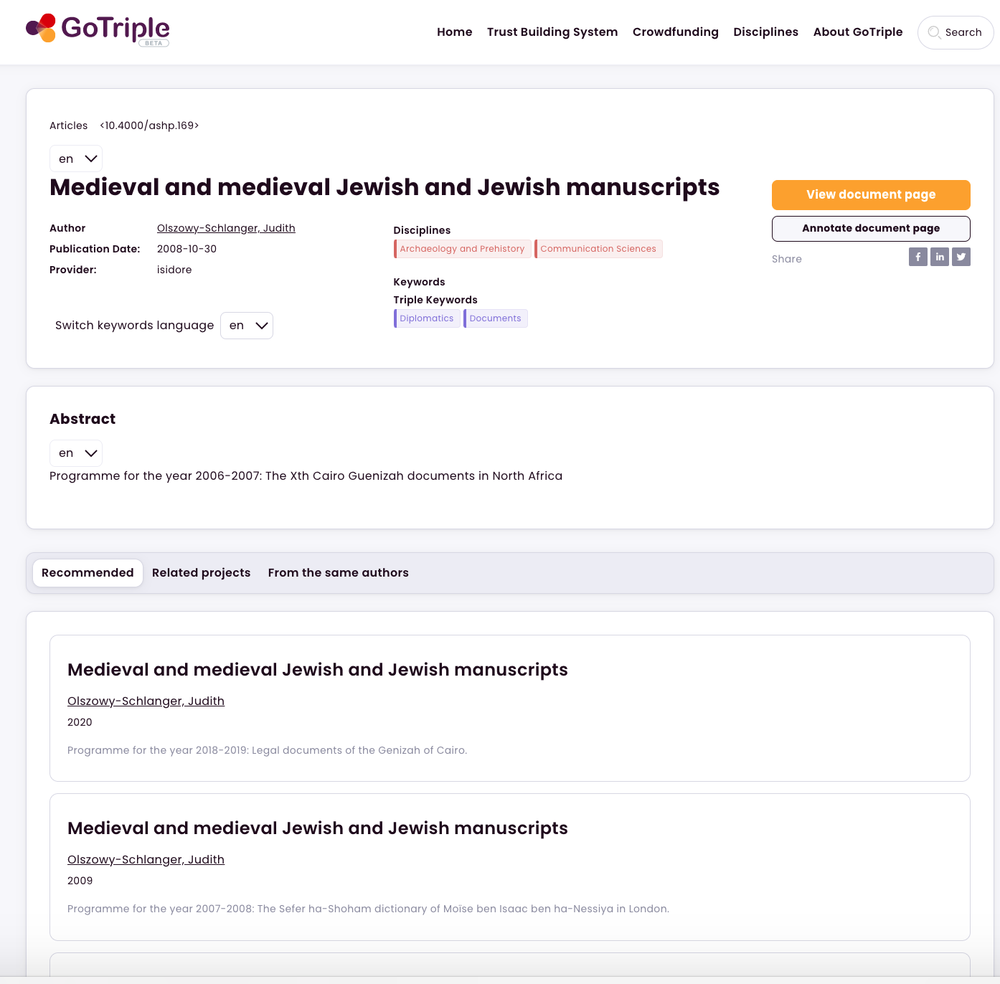 GoTriple
BETA
Home Trust Building System Crowdfunding Disciplines About GoTriple Search
Articles <10.4000/ashp.169>
en
Medieval and medieval Jewish and Jewish manuscripts
Author Olszowy-Schlanger, Judith
Publication Date: 2008-10-30
Provider: isidore
Switch keywords language en
Disciplines
Archaeology and Prehistory Communication Sciences
Keywords
Triple Keywords
Diplomatics Documents
View document page
Annotate document page
Share
Abstract
en
Programme for the year 2006-2007: The Xth Cairo Guenizah documents in North Africa
Recommended Related projects From the same authors
Medieval and medieval Jewish and Jewish manuscripts
Olszowy-Schlanger, Judith
2020
Programme for the year 2018-2019: Legal documents of the Genizah of Cairo.
Medieval and medieval Jewish and Jewish manuscripts
Olszowy-Schlanger, Judith
2009
Programme for the year 2007-2008: The Sefer ha-Shoham dictionary of Moïse ben Isaac ben ha-Nessiya in London.